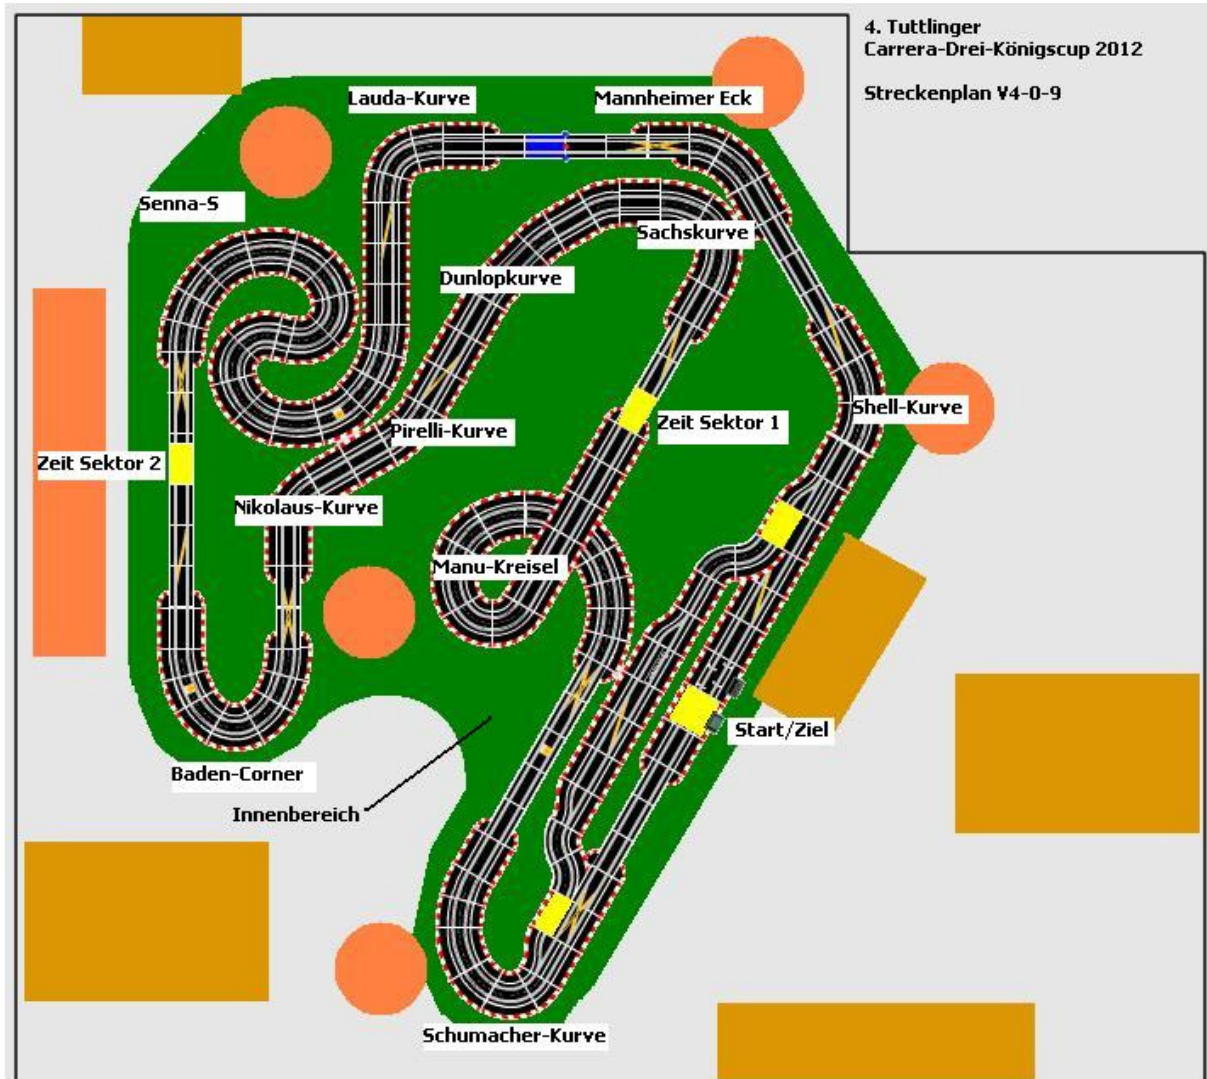 4. Tuttlinger
Carrera-Drei-Königscup 2012
Streckenplan V4-0-9
Lauda-Kurve
Mannheimer Eck
Senna-S
Sachskurve
Dunlopkurve
Shell-Kurve
Pirelli-Kurve
Zeit Sektor 1
Zeit Sektor 2
Nikolaus-Kurve
Manu-Kreisel
Start/Ziel
Baden-Corner
Innenbereich
Schumacher-Kurve